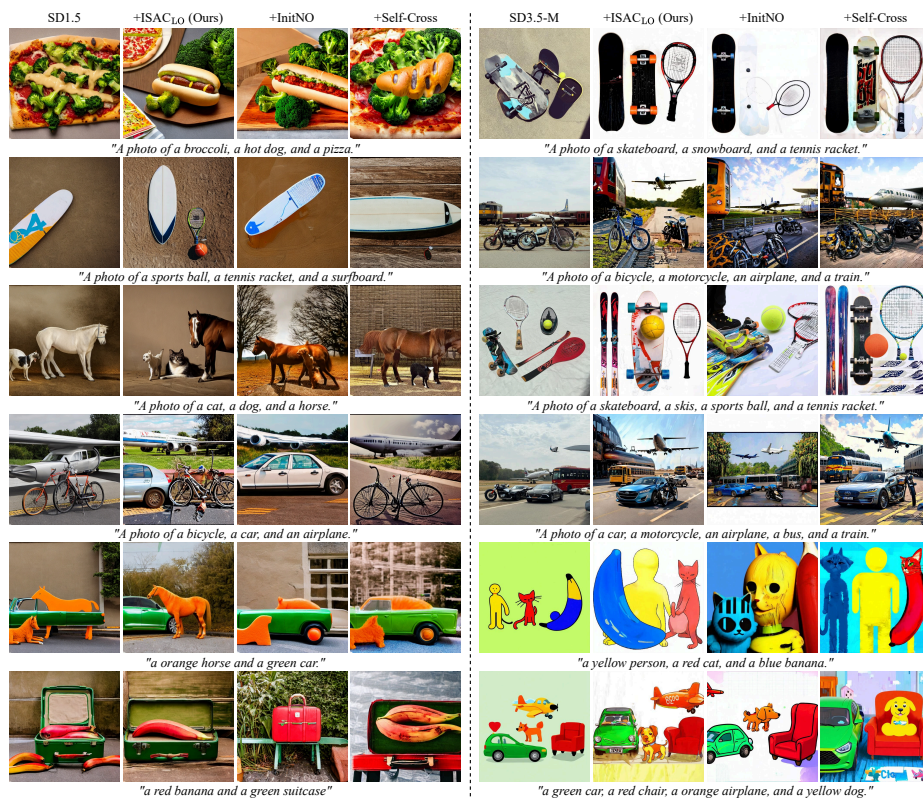 SD1.5 +ISAC_LO (Ours) +InitNO +Self-Cross
SD3.5-M +ISAC_LO (Ours) +InitNO +Self-Cross
"A photo of a broccoli, a hot dog, and a pizza."
"A photo of a skateboard, a snowboard, and a tennis racket."
"A photo of a sports ball, a tennis racket, and a surfboard."
"A photo of a bicycle, a motorcycle, an airplane, and a train."
"A photo of a cat, a dog, and a horse."
"A photo of a skateboard, a skis, a sports ball, and a tennis racket."
"A photo of a bicycle, a car, and an airplane."
"A photo of a car, a motorcycle, an airplane, a bus, and a train."
"a orange horse and a green car."
"a yellow person, a red cat, and a blue banana."
"a red banana and a green suitcase"
"a green car, a red chair, a orange airplane, and a yellow dog."